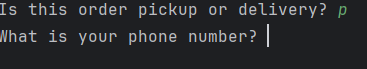 Is this order pickup or delivery? p
What is your phone number?